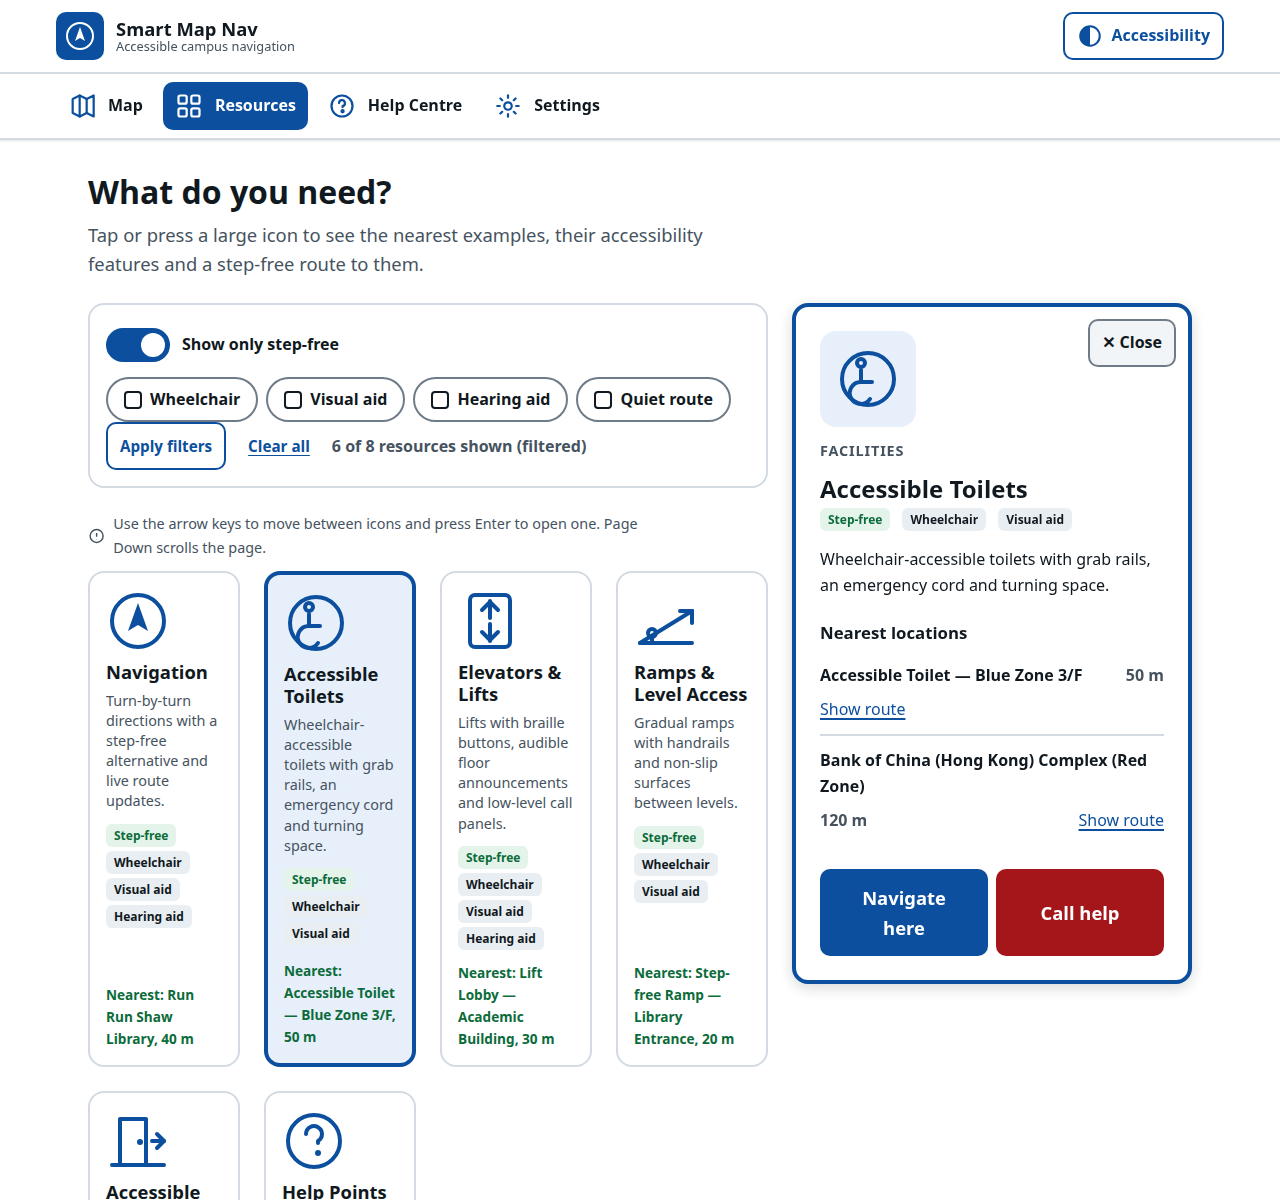 Smart Map Nav
Accessible campus navigation
Accessibility
Map
Resources
Help Centre
Settings
What do you need?
Tap or press a large icon to see the nearest examples, their accessibility
features and a step-free route to them.
Show only step-free
Wheelchair
Visual aid
Hearing aid
Quiet route
Apply filters
Clear all
6 of 8 resources shown (filtered)
Use the arrow keys to move between icons and press Enter to open one. Page
Down scrolls the page.
Navigation
Turn-by-turn
directions with a
step-free
alternative and
live route
updates.
Step-free
Wheelchair
Visual aid
Hearing aid
Nearest: Run
Run Shaw
Library, 40 m
Accessible
Toilets
Wheelchair-
accessible
toilets with grab
rails, an
emergency cord
and turning
space.
Step-free
Wheelchair
Visual aid
Nearest:
Accessible Toilet
— Blue Zone 3/F,
50 m
Elevators &
Lifts
Lifts with braille
buttons, audible
floor
announcements
and low-level call
panels.
Step-free
Wheelchair
Visual aid
Hearing aid
Nearest: Lift
Lobby —
Academic
Building, 30 m
Ramps &
Level Access
Gradual ramps
with handrails
and non-slip
surfaces
between levels.
Step-free
Wheelchair
Visual aid
Nearest: Step-
free Ramp —
Library
Entrance, 20 m
Accessible
Help Points
✕ Close
FACILITIES
Accessible Toilets
Step-free
Wheelchair
Visual aid
Wheelchair-accessible toilets with grab rails,
an emergency cord and turning space.
Nearest locations
Accessible Toilet — Blue Zone 3/F
50 m
Show route
Bank of China (Hong Kong) Complex (Red
Zone)
120 m
Show route
Navigate
here
Call help